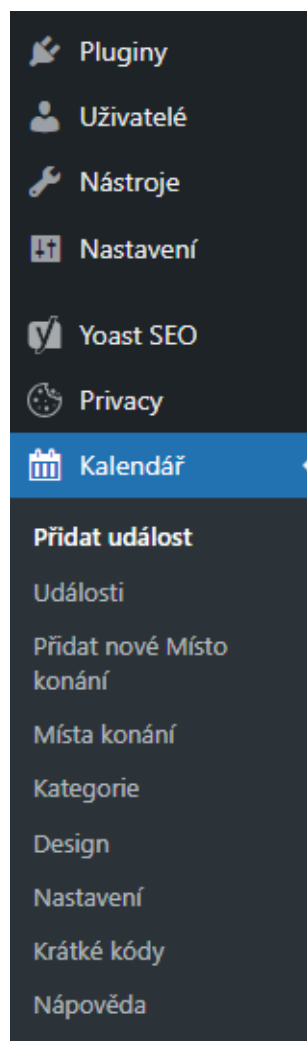 Pluginy
Uživatelé
Nástroje
Nastavení
Yoast SEO
Privacy
Kalendář
Přidat událost
Události
Přidat nové Místo
konání
Místa konání
Kategorie
Design
Nastavení
Krátké kódy
Nápověda